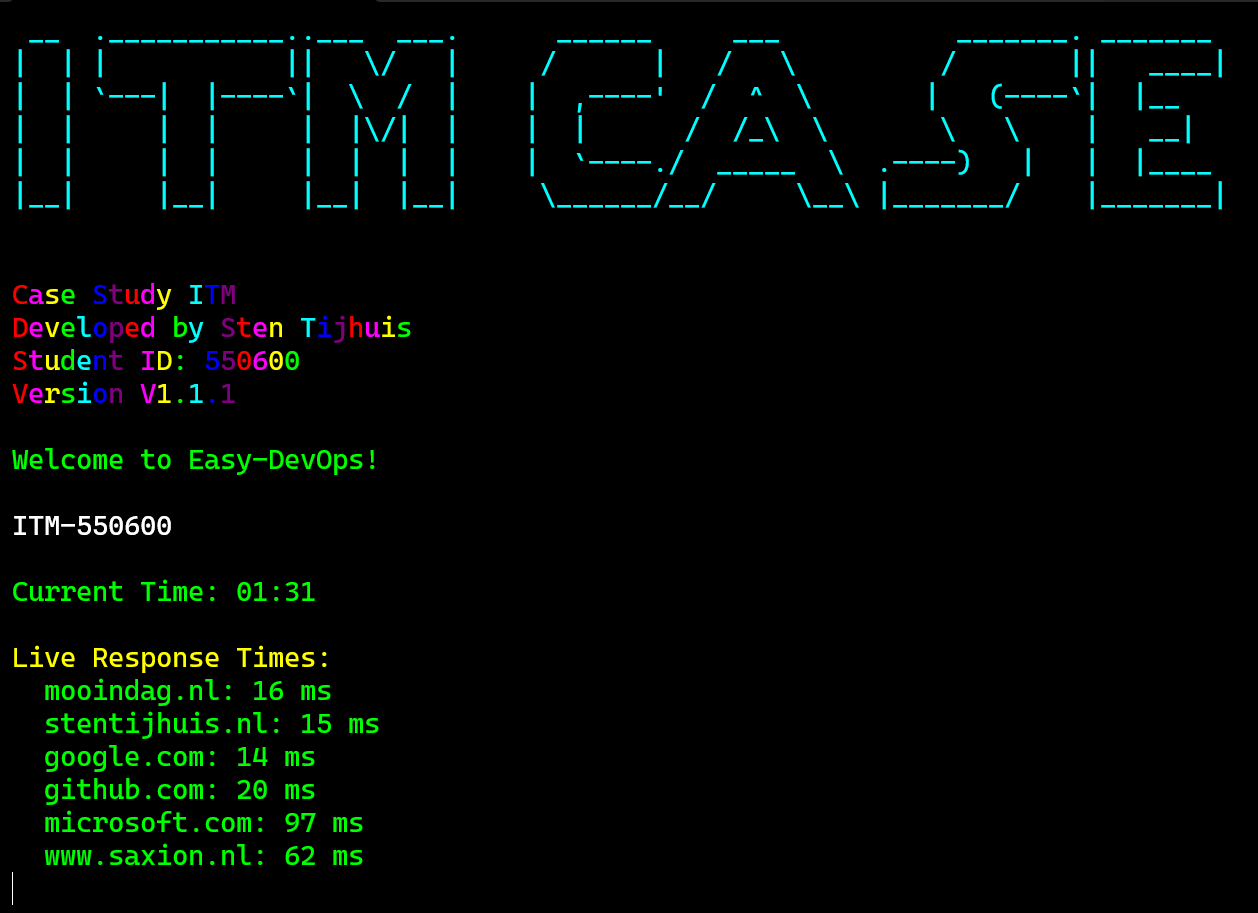 ITM CASE
Case Study ITM
Developed by Sten Tijhuis
Student ID: 550600
Version V1.1.1
Welcome to Easy-DevOps!
ITM-550600
Current Time: 01:31
Live Response Times:
mooindag.nl: 16 ms
stentijhuis.nl: 15 ms
google.com: 14 ms
github.com: 20 ms
microsoft.com: 97 ms
www.saxion.nl: 62 ms